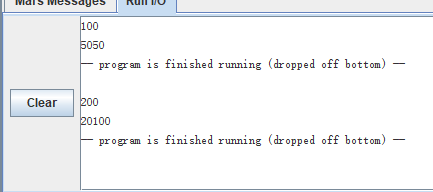 Mars Messages Run I/O
100
5050
— program is finished running (dropped off bottom) —
Clear
200
20100
— program is finished running (dropped off bottom) —